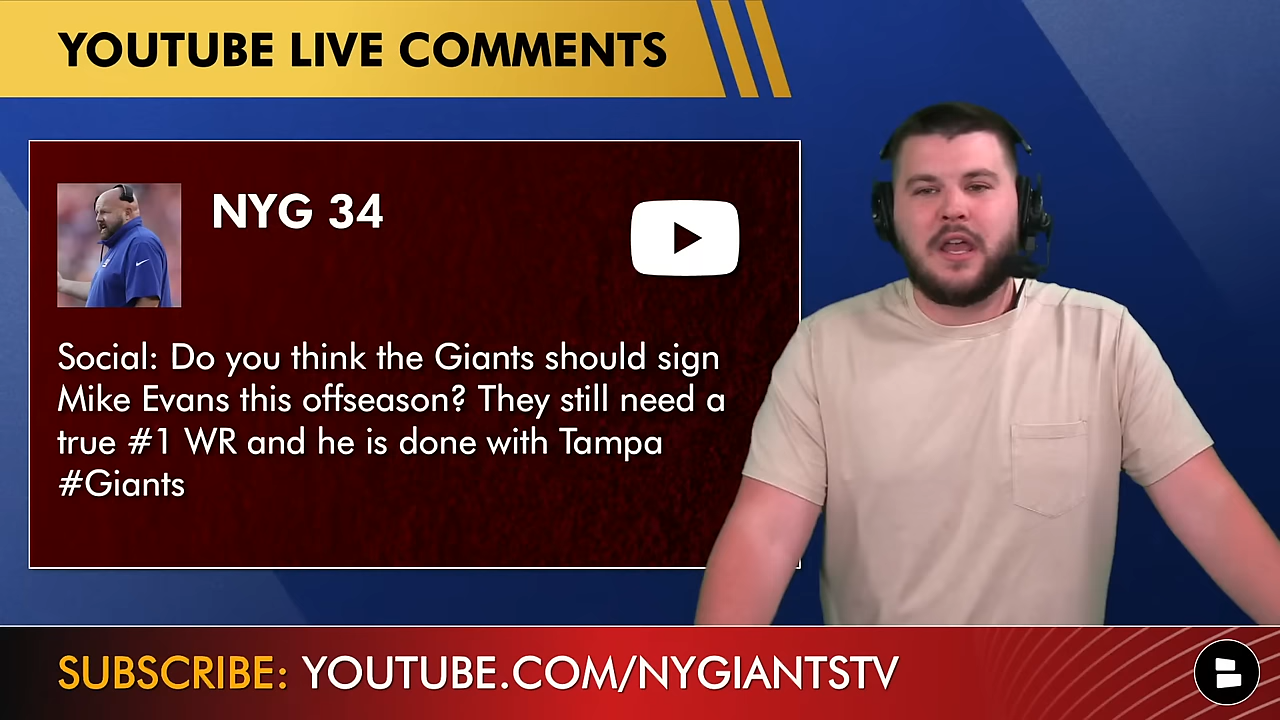 YOUTUBE LIVE COMMENTS
NYG 34
Social: Do you think the Giants should sign
Mike Evans this offseason? They still need a
true #1 WR and he is done with Tampa
#Giants
SUBSCRIBE: YOUTUBE.COM/NYGIANTSTV